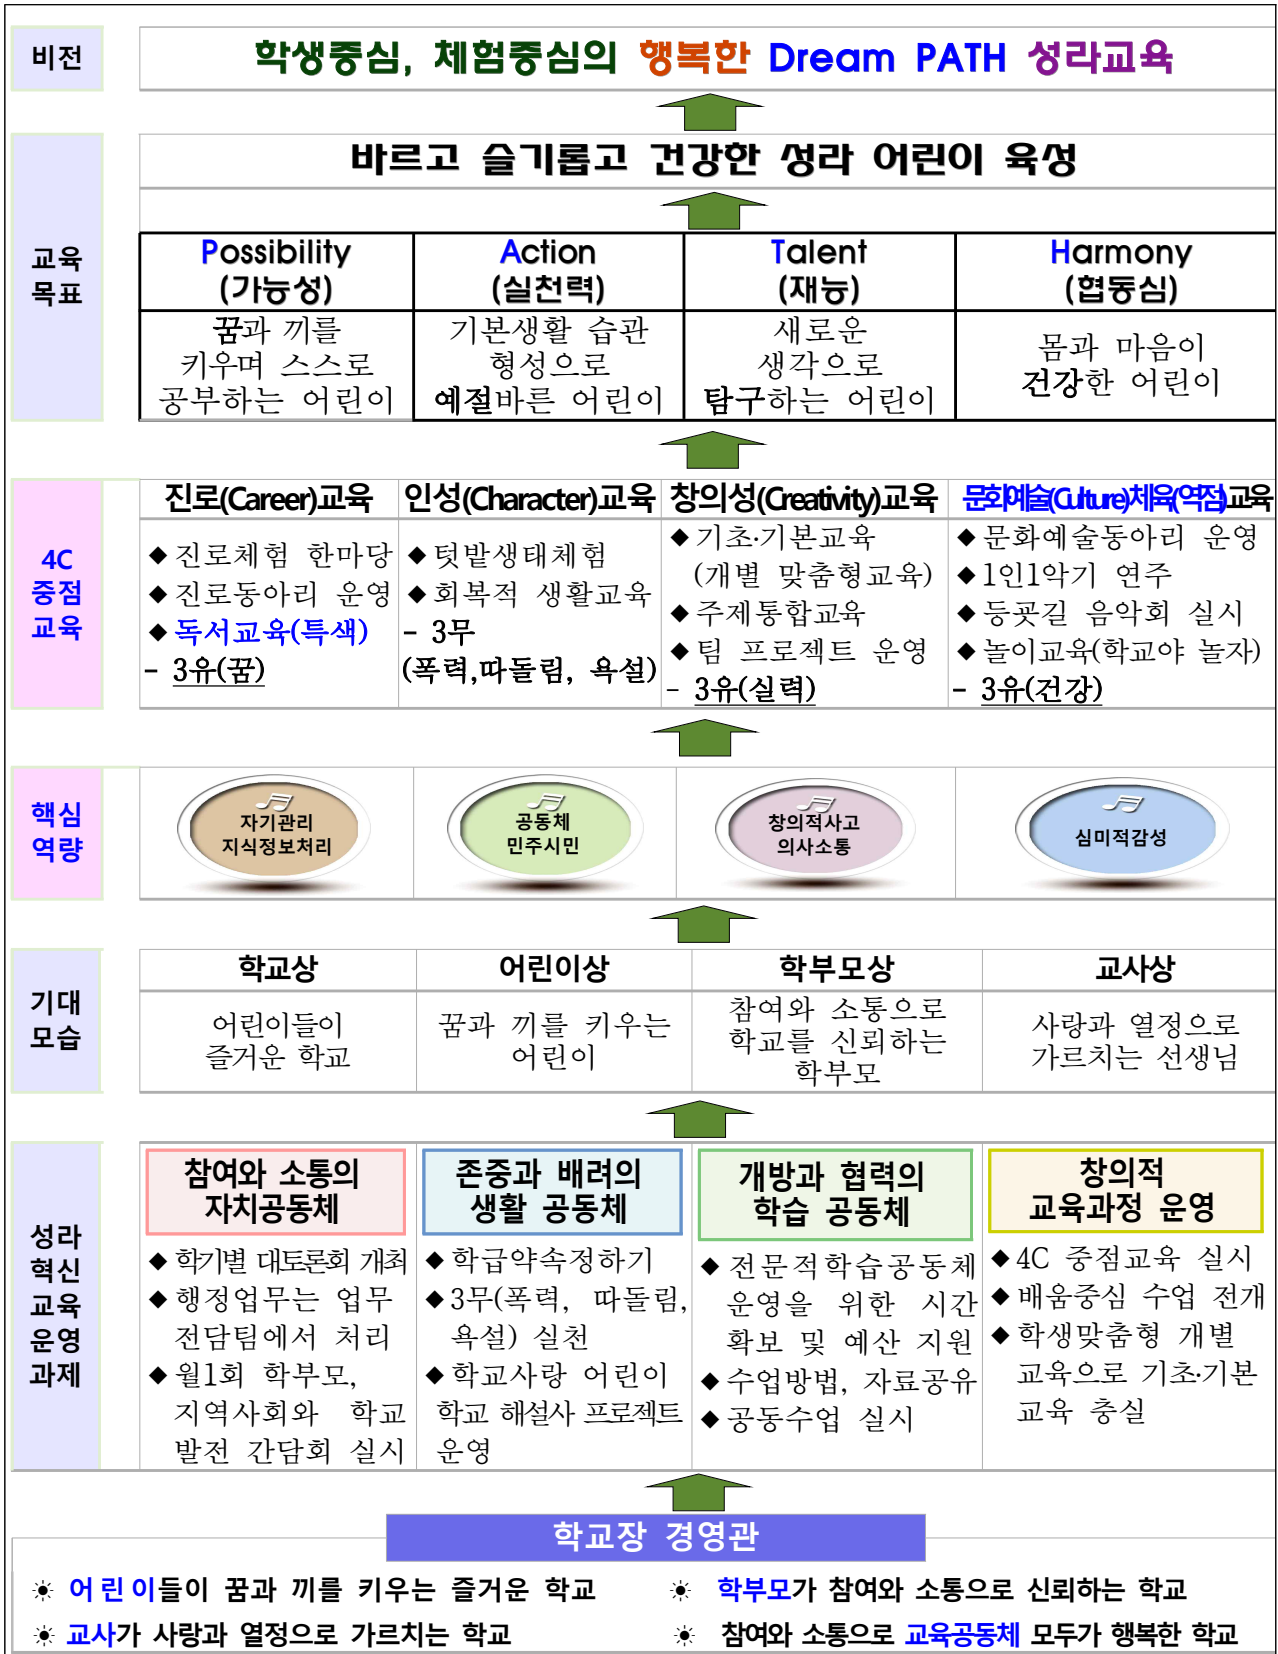 비전
학생중심, 체험중심의 행복한 Dream PATH 성라교육
바르고 슬기롭고 건강한 성라 어린이 육성
교육
목표
Possibility
(가능성)
꿈과 끼를
키우며 스스로
공부하는 어린이
Action
(실천력)
기본생활 습관
형성으로
예절바른 어린이
Talent
(재능)
새로운
생각으로
탐구하는 어린이
Harmony
(협동심)
몸과 마음이
건강한 어린이
4C
중점
교육
진로(Career)교육
◆진로체험 한마당
◆진로동아리 운영
◆독서교육(특색)
- 3유(꿈)
인성(Character)교육
◆텃밭생태체험
◆회복적 생활교육
- 3무
(폭력,따돌림, 욕설)
창의성(Creativity)교육
◆기초·기본교육
(개별 맞춤형교육)
◆주제통합교육
◆팀 프로젝트 운영
- 3유(실력)
문화예술(Culture)체육(역점)교육
◆문화예술동아리 운영
◆1인1악기 연주
◆등굣길 음악회 실시
◆놀이교육(학교야 놀자)
- 3유(건강)
핵심
역량
자기관리
지식정보처리
공동체
민주시민
창의적사고
의사소통
심미적감성
기대
모습
학교상
어린이들이
즐거운 학교
어린이상
꿈과 끼를 키우는
어린이
학부모상
참여와 소통으로
학교를 신뢰하는
학부모
교사상
사랑과 열정으로
가르치는 선생님
성라
혁신
교육
운영
과제
참여와 소통의
자치공동체
◆학기별 대토론회 개최
◆행정업무는 업무
전담팀에서 처리
◆월1회 학부모,
지역사회와 학교
발전 간담회 실시
존중과 배려의
생활 공동체
◆학급약속정하기
◆3무(폭력, 따돌림,
욕설) 실천
◆학교사랑 어린이
학교 해설사 프로젝트
운영
개방과 협력의
학습 공동체
◆전문적학습공동체
운영을 위한 시간
확보 및 예산 지원
◆수업방법, 자료공유
◆공동수업 실시
창의적
교육과정 운영
◆4C 중점교육 실시
◆배움중심 수업 전개
◆학생맞춤형 개별
교육으로 기초·기본
교육 충실
학교장 경영관
☀ 어린이들이 꿈과 끼를 키우는 즐거운 학교
☀ 학부모가 참여와 소통으로 신뢰하는 학교
☀ 교사가 사랑과 열정으로 가르치는 학교
☀ 참여와 소통으로 교육공동체 모두가 행복한 학교